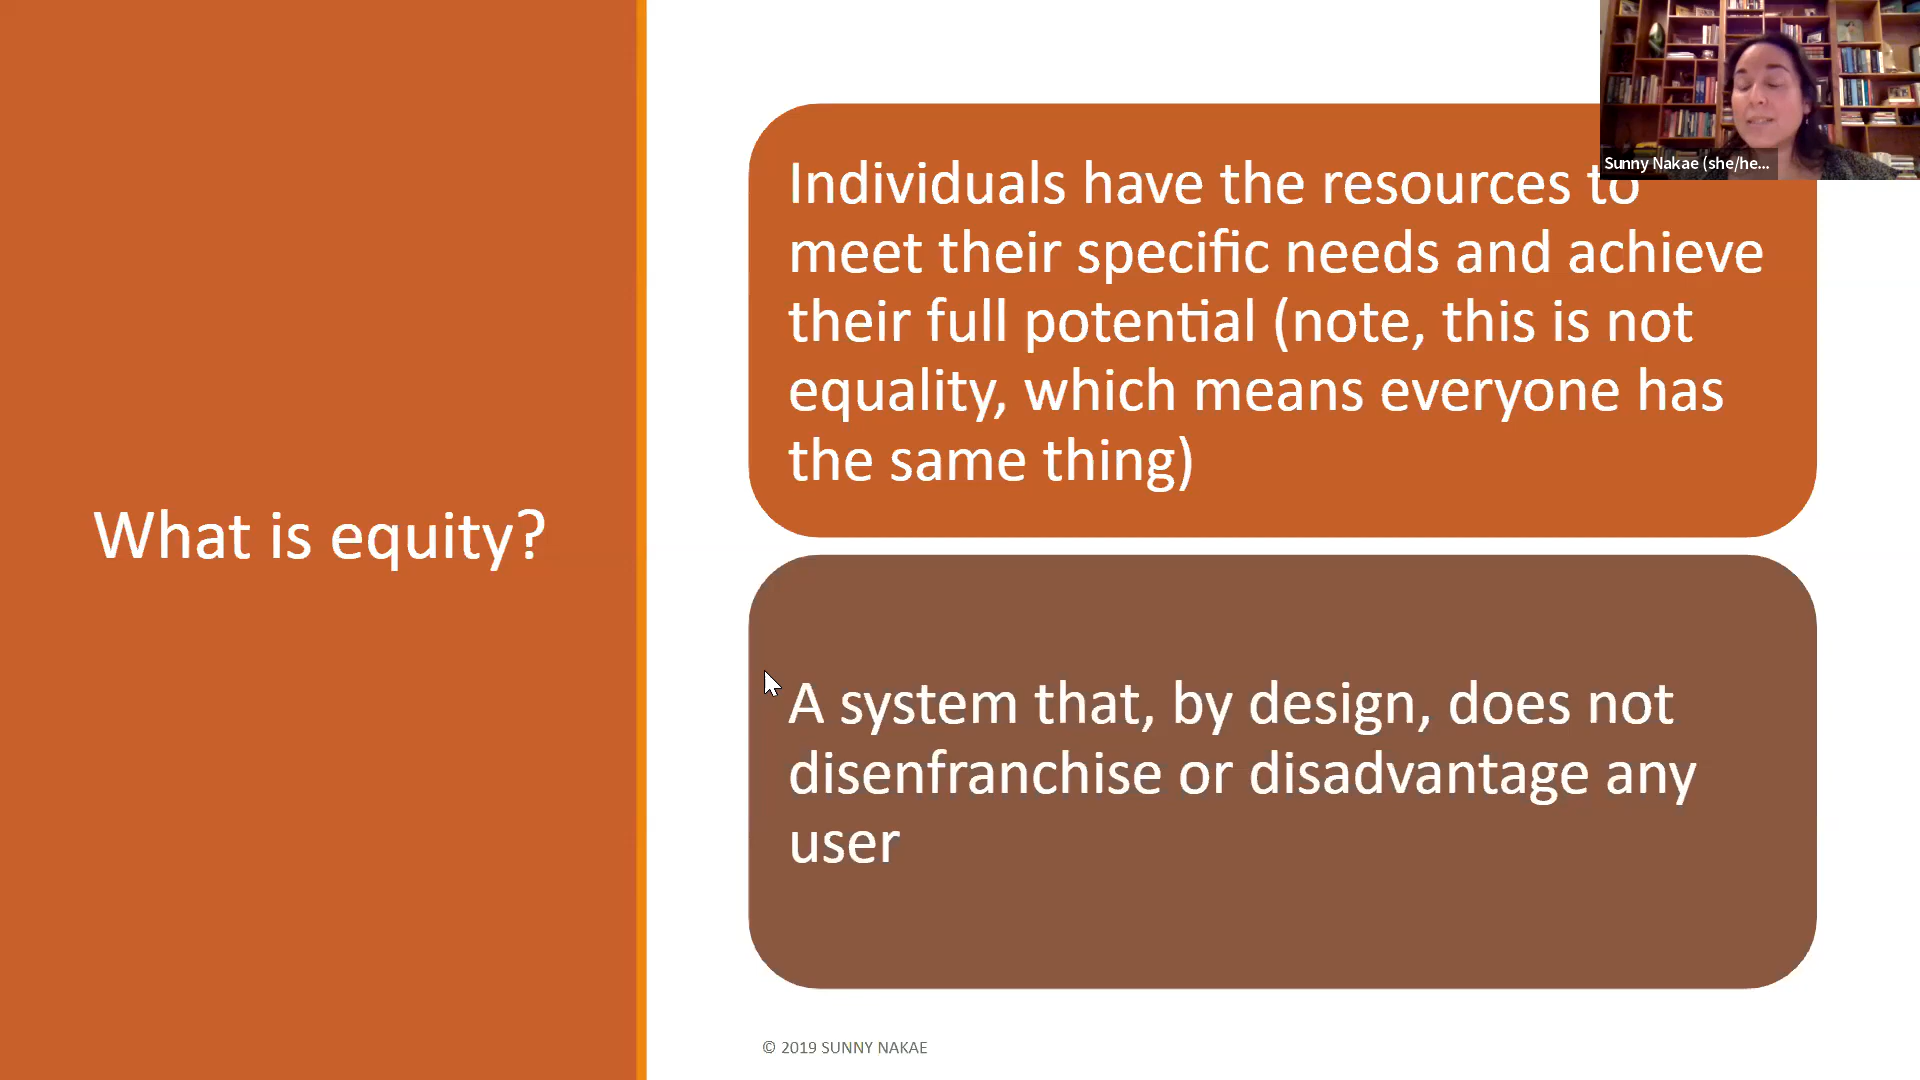 Sunny Nakae (she/he...
Individuals have the resources to
meet their specific needs and achieve
their full potential (note, this is not
equality, which means everyone has
the same thing)
What is equity?
A system that, by design, does not
disenfranchise or disadvantage any
user
© 2019 SUNNY NAKAE